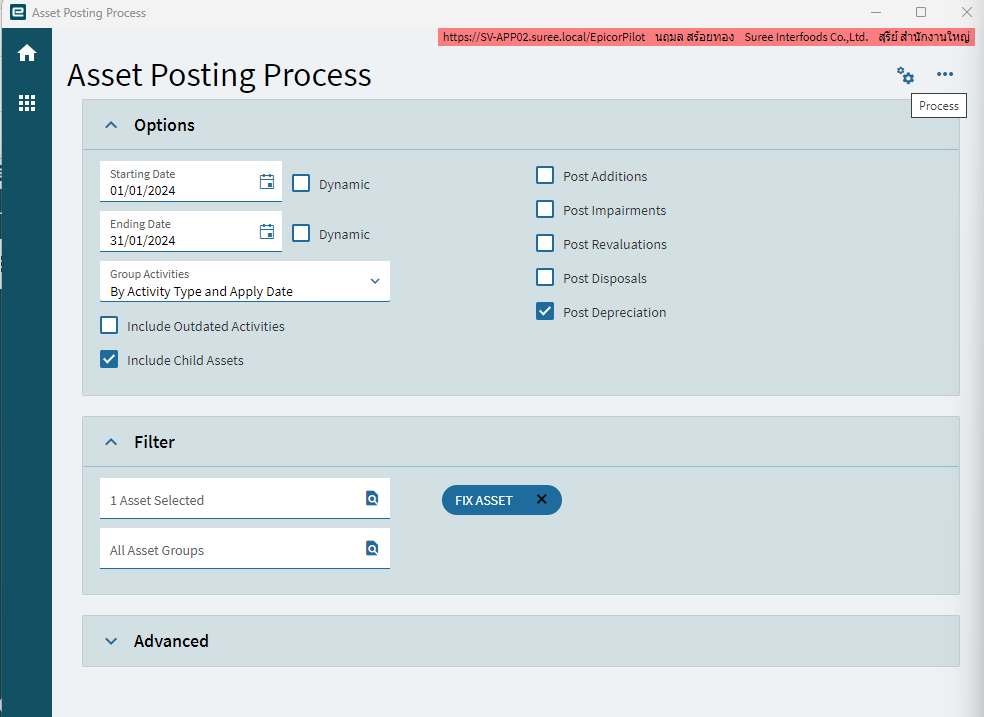 Asset Posting Process
https://SV-APP02.suree.local/EpicorPilot นฤมล สร้อยทอง Suree Interfoods Co.,Ltd. สุรีย์ สำนักงานใหญ่
Asset Posting Process
Process
Options
Starting Date
01/01/2024
Dynamic
Ending Date
31/01/2024
Dynamic
Group Activities
By Activity Type and Apply Date
Include Outdated Activities
Include Child Assets
Post Additions
Post Impairments
Post Revaluations
Post Disposals
Post Depreciation
Filter
1 Asset Selected
FIX ASSET
All Asset Groups
Advanced